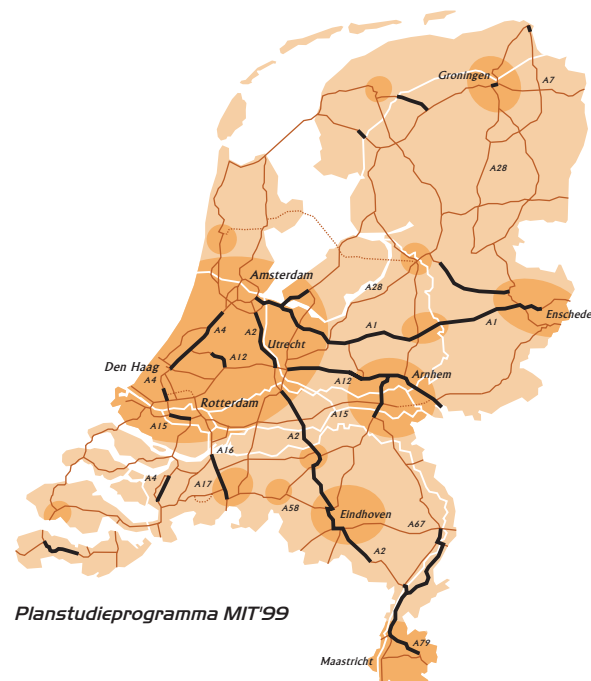 Groningen
A7
A28
Amsterdam
A28
A4
A2
A1
A1
Enschede
Utrecht
A12
Den Haag
A4
A12
Arnhem
Rotterdam
A15
A15
A2
A16
A4
A17
A58
Eindhoven
A67
A2
Planstudieprogramma MIT'99
A79
Maastricht